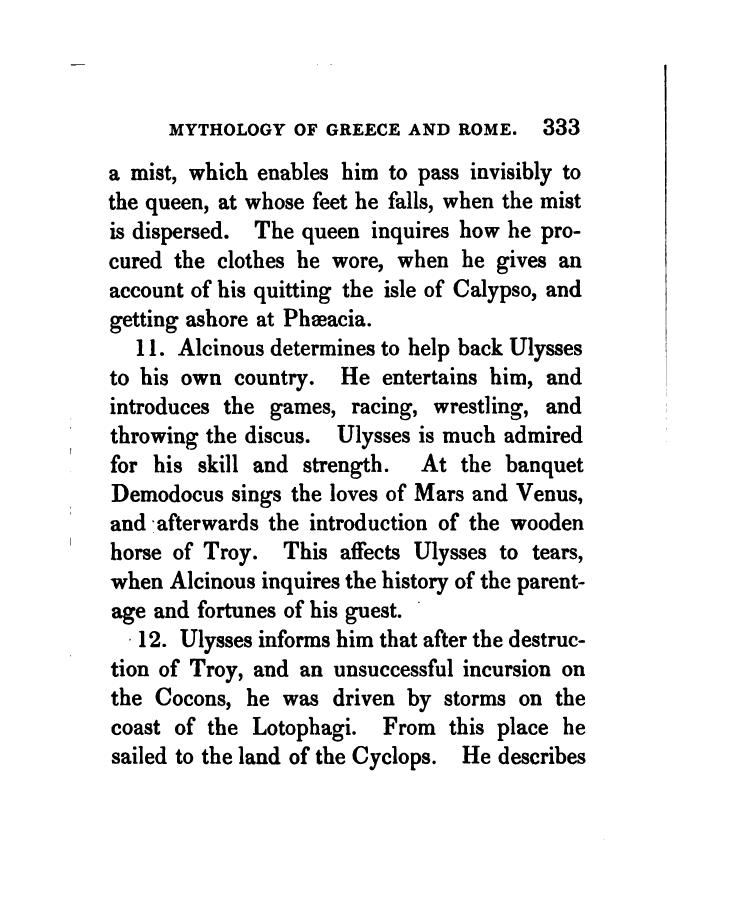 MYTHOLOGY OF GREECE AND ROME. 333
a mist, which enables him to pass invisibly to
the queen, at whose feet he falls, when the mist
is dispersed. The queen inquires how he pro-
cured the clothes he wore, when he gives an
account of his quitting the isle of Calypso, and
getting ashore at Phæacia.
11. Alcinous determines to help back Ulysses
to his own country. He entertains him, and
introduces the games, racing, wrestling, and
throwing the discus. Ulysses is much admired
for his skill and strength. At the banquet
Demodocus sings the loves of Mars and Venus,
and afterwards the introduction of the wooden
horse of Troy. This affects Ulysses to tears,
when Alcinous inquires the history of the parent-
age and fortunes of his guest.
12. Ulysses informs him that after the destruc-
tion of Troy, and an unsuccessful incursion on
the Cocons, he was driven by storms on the
coast of the Lotophagi. From this place he
sailed to the land of the Cyclops. He describes